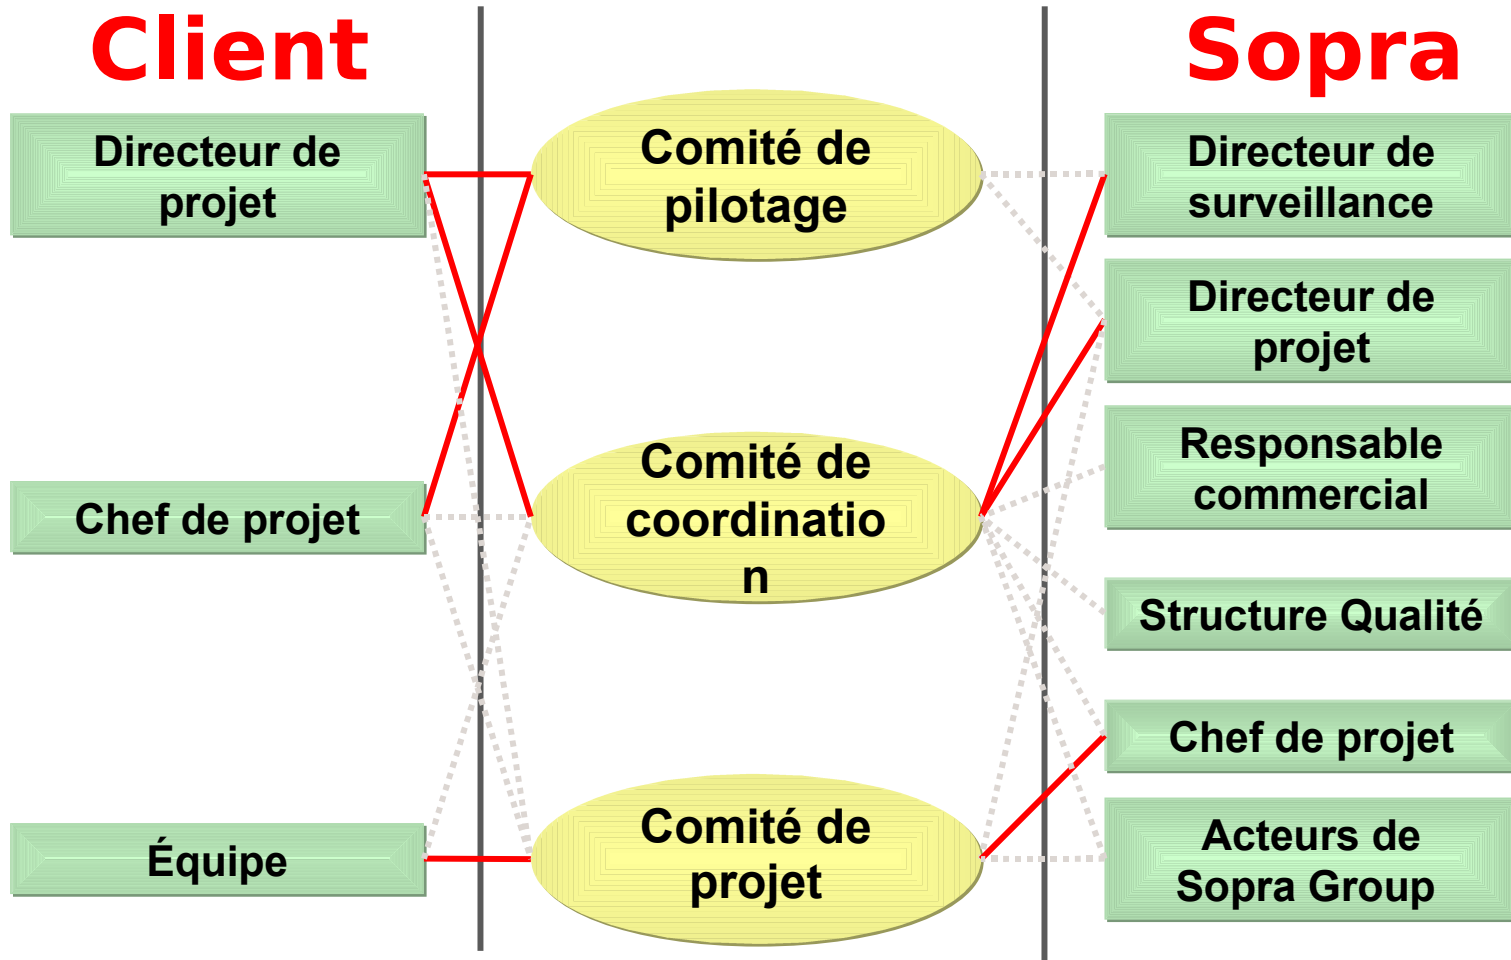 Client
Sopra
Directeur de
projet
Chef de projet
Équipe
Comité de
pilotage
Comité de
coordinatio
n
Comité de
projet
Directeur de
surveillance
Directeur de
projet
Responsable
commercial
Structure Qualité
Chef de projet
Acteurs de
Sopra Group